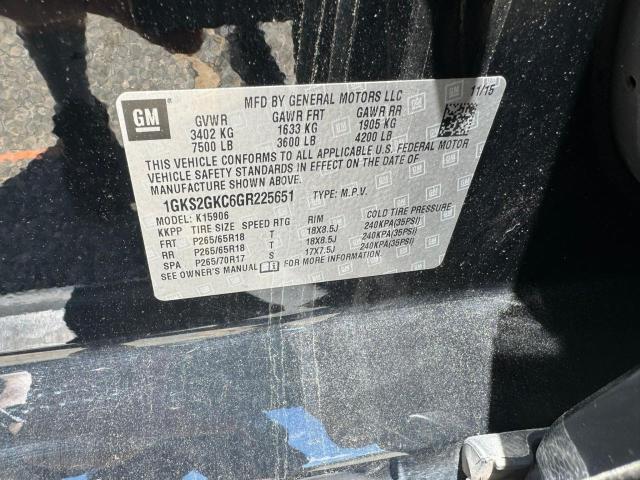 GM
MFD BY GENERAL MOTORS LLC
11/15
GVWR GAWR FRT GAWR RR
3402 KG 1633 KG 1905 KG
7500 LB 3600 LB 4200 LB
THIS VEHICLE CONFORMS TO ALL APPLICABLE U.S. FEDERAL MOTOR
VEHICLE SAFETY STANDARDS IN EFFECT ON THE DATE OF
MANUFACTURE SHOWN ABOVE.
1GKS2GKC6GR225651 TYPE: M.P.V.
MODEL: K15906
KKPP TIRE SIZE SPEED RTG RIM COLD TIRE PRESSURE
FRT P265/65R18 T 18X8.5J 240KPA(35PSI)
RR P265/65R18 T 18X8.5J 240KPA(35PSI)
SPA P265/70R17 S 17X7.5J 240KPA(35PSI)
SEE OWNER'S MANUAL FOR MORE INFORMATION.